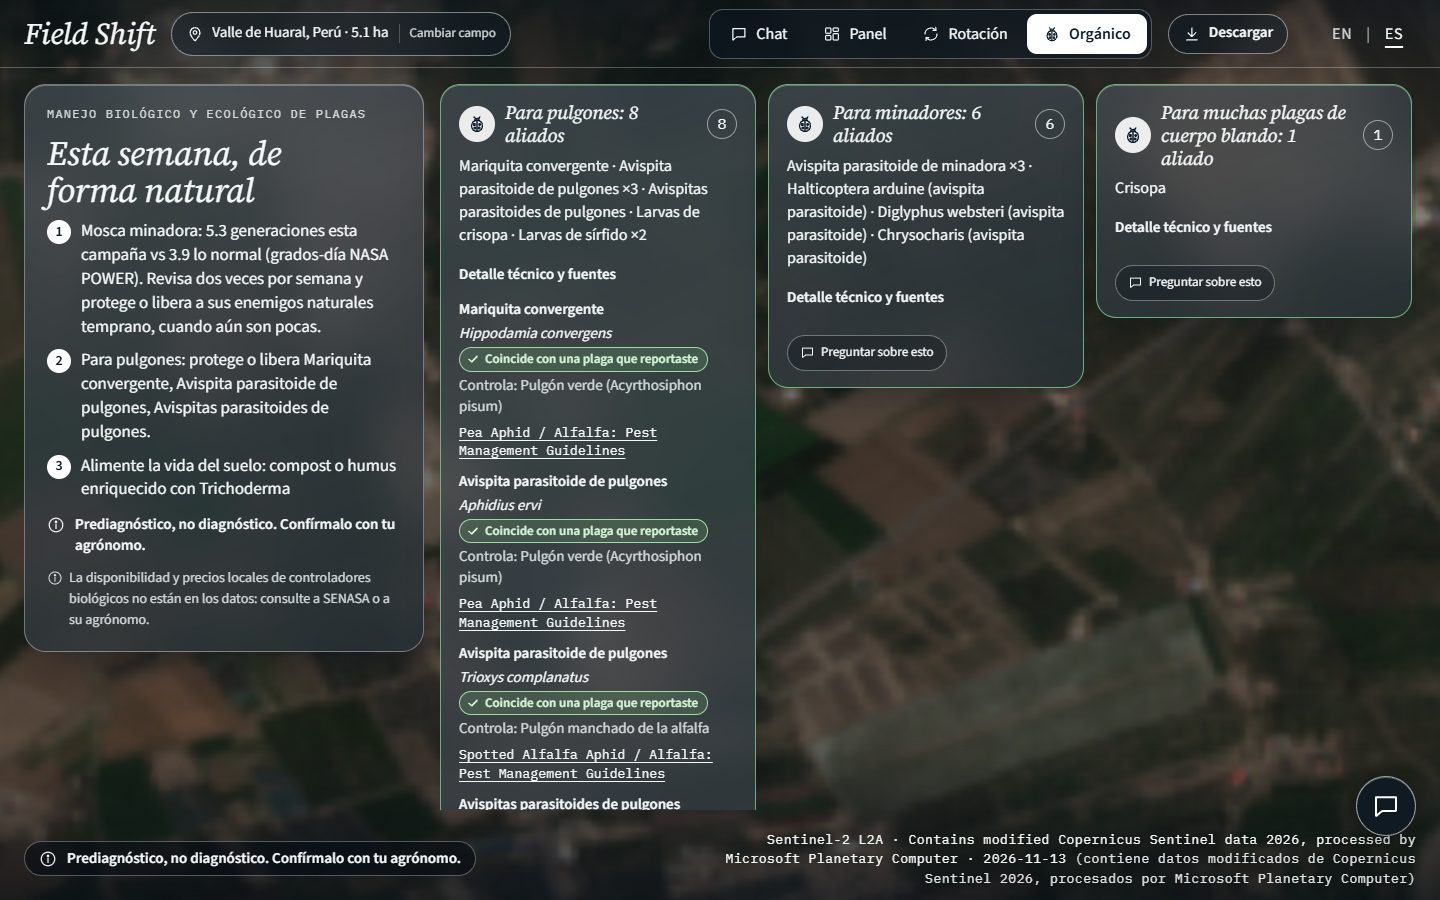 Field Shift
Valle de Huaral, Perú · 5.1 ha
Cambiar campo
Chat
Panel
Rotación
Orgánico
Descargar
EN | ES
MANEJO BIOLÓGICO Y ECOLÓGICO DE PLAGAS
Esta semana, de
forma natural
1
Mosca minadora: 5.3 generaciones esta
campaña vs 3.9 lo normal (grados-día NASA
POWER). Revisa dos veces por semana y
protege o libera a sus enemigos naturales
temprano, cuando aún son pocas.
2
Para pulgones: protege o libera Mariquita
convergente, Avispita parasitoide de
pulgones, Avispitas parasitoides de
pulgones.
3
Alimente la vida del suelo: compost o humus
enriquecido con Trichoderma
Prediagnóstico, no diagnóstico. Confírmalo con tu
agrónomo.
La disponibilidad y precios locales de controladores
biológicos no están en los datos: consulte a SENASA o a
su agrónomo.
Para pulgones: 8
aliados
8
Mariquita convergente · Avispita
parasitoide de pulgones ×3 · Avispitas
parasitoides de pulgones · Larvas de
crisopa · Larvas de sírfido ×2
Detalle técnico y fuentes
Mariquita convergente
Hippodamia convergens
Coincide con una plaga que reportaste
Controla: Pulgón verde (Acyrthosiphon
pisum)
Pea Aphid / Alfalfa: Pest
Management Guidelines
Avispita parasitoide de pulgones
Aphidius ervi
Coincide con una plaga que reportaste
Controla: Pulgón verde (Acyrthosiphon
pisum)
Pea Aphid / Alfalfa: Pest
Management Guidelines
Avispita parasitoide de pulgones
Trioxys complanatus
Coincide con una plaga que reportaste
Controla: Pulgón manchado de la alfalfa
Spotted Alfalfa Aphid / Alfalfa:
Pest Management Guidelines
Avispitas parasitoides de pulgones
Para minadores: 6
aliados
6
Avispita parasitoide de minadora ×3 ·
Halticoptera arduine (avispita
parasitoide) · Diglyphus websteri (avispita
parasitoide) · Chrysocharis (avispita
parasitoide)
Detalle técnico y fuentes
Preguntar sobre esto
Para muchas plagas de
cuerpo blando: 1
aliado
1
Crisopa
Detalle técnico y fuentes
Preguntar sobre esto
Prediagnóstico, no diagnóstico. Confírmalo con tu agrónomo.
Sentinel-2 L2A · Contains modified Copernicus Sentinel data 2026, processed by
Microsoft Planetary Computer · 2026-11-13 (contiene datos modificados de Copernicus
Sentinel 2026, procesados por Microsoft Planetary Computer)